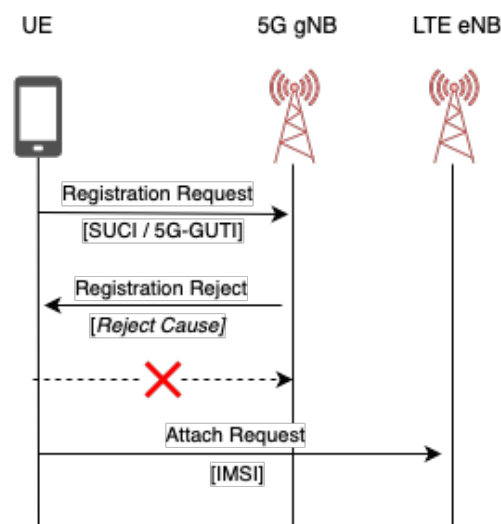 UE
5G gNB
LTE eNB
Registration Request
[SUCI / 5G-GUTI]
Registration Reject
[Reject Cause]
Attach Request
[IMSI]